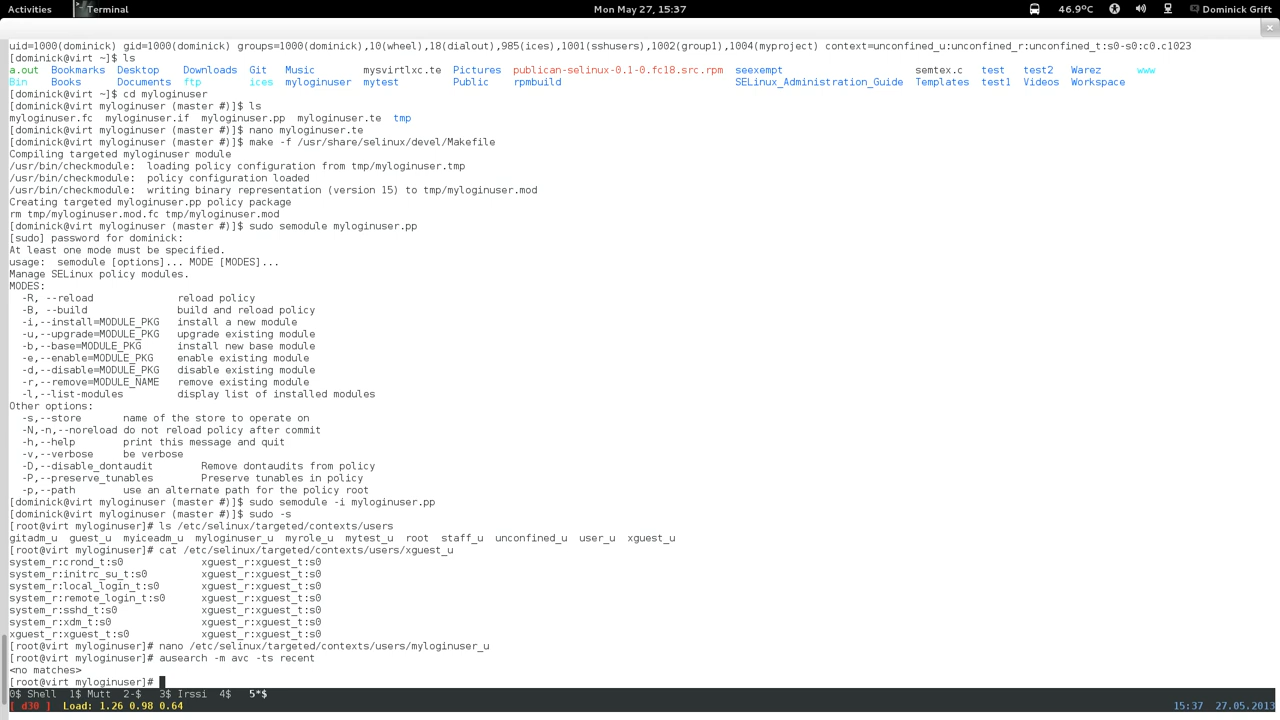 Activities Terminal Mon May 27, 15:37 46.9ºC Dominick Grift
uid=1000(dominick) gid=1000(dominick) groups=1000(dominick),10(wheel),18(dialout),985(ices),1001(sshusers),1002(group1),1004(myproject) context=unconfined_u:unconfined_r:unconfined_t:s0-s0:c0.c1023
[dominick@virt ~]$ ls
a.out Bookmarks Desktop Downloads Git Music mysvirtlxc.te Pictures publican-selinux-0.1-0.fc18.src.rpm seexempt semtex.c test test2 Warez www
Bin Books Documents ftp ices myloginuser mytest Public rpmbuild SELinux_Administration_Guide Templates test1 Videos Workspace
[dominick@virt ~]$ cd myloginuser
[dominick@virt myloginuser (master #)]$ ls
myloginuser.fc myloginuser.if myloginuser.pp myloginuser.te tmp
[dominick@virt myloginuser (master #)]$ nano myloginuser.te
[dominick@virt myloginuser (master #)]$ make -f /usr/share/selinux/devel/Makefile
Compiling targeted myloginuser module
/usr/bin/checkmodule: loading policy configuration from tmp/myloginuser.tmp
/usr/bin/checkmodule: policy configuration loaded
/usr/bin/checkmodule: writing binary representation (version 15) to tmp/myloginuser.mod
Creating targeted myloginuser.pp policy package
rm tmp/myloginuser.mod.fc tmp/myloginuser.mod
[dominick@virt myloginuser (master #)]$ sudo semodule myloginuser.pp
[sudo] password for dominick:
At least one mode must be specified.
usage: semodule [options]... MODE [MODES]...
Manage SELinux policy modules.
MODES:
-R, --reload reload policy
-B, --build build and reload policy
-i,--install=MODULE_PKG install a new module
-u,--upgrade=MODULE_PKG upgrade existing module
-b,--base=MODULE_PKG install new base module
-e,--enable=MODULE_PKG enable existing module
-d,--disable=MODULE_PKG disable existing module
-r,--remove=MODULE_NAME remove existing module
-l,--list-modules display list of installed modules
Other options:
-s,--store name of the store to operate on
-N,-n,--noreload do not reload policy after commit
-h,--help print this message and quit
-v,--verbose be verbose
-D,--disable_dontaudit Remove dontaudits from policy
-P,--preserve_tunables Preserve tunables in policy
-p,--path use an alternate path for the policy root
[dominick@virt myloginuser (master #)]$ sudo semodule -i myloginuser.pp
[dominick@virt myloginuser (master #)]$ sudo -s
[root@virt myloginuser]# ls /etc/selinux/targeted/contexts/users
gitadm_u guest_u myiceadm_u myloginuser_u myrole_u mytest_u root staff_u unconfined_u user_u xguest_u
[root@virt myloginuser]# cat /etc/selinux/targeted/contexts/users/xguest_u
system_r:crond_t:s0 xguest_r:xguest_t:s0
system_r:initrc_su_t:s0 xguest_r:xguest_t:s0
system_r:local_login_t:s0 xguest_r:xguest_t:s0
system_r:remote_login_t:s0 xguest_r:xguest_t:s0
system_r:sshd_t:s0 xguest_r:xguest_t:s0
system_r:xdm_t:s0 xguest_r:xguest_t:s0
xguest_r:xguest_t:s0 xguest_r:xguest_t:s0
[root@virt myloginuser]# nano /etc/selinux/targeted/contexts/users/myloginuser_u
[root@virt myloginuser]# ausearch -m avc -ts recent
<no matches>
[root@virt myloginuser]#
0$ Shell 1$ Mutt 2-$ 3$ Irssi 4$ 5*$
[ d30 ] Load: 1.26 0.98 0.64 15:37 27.05.2013